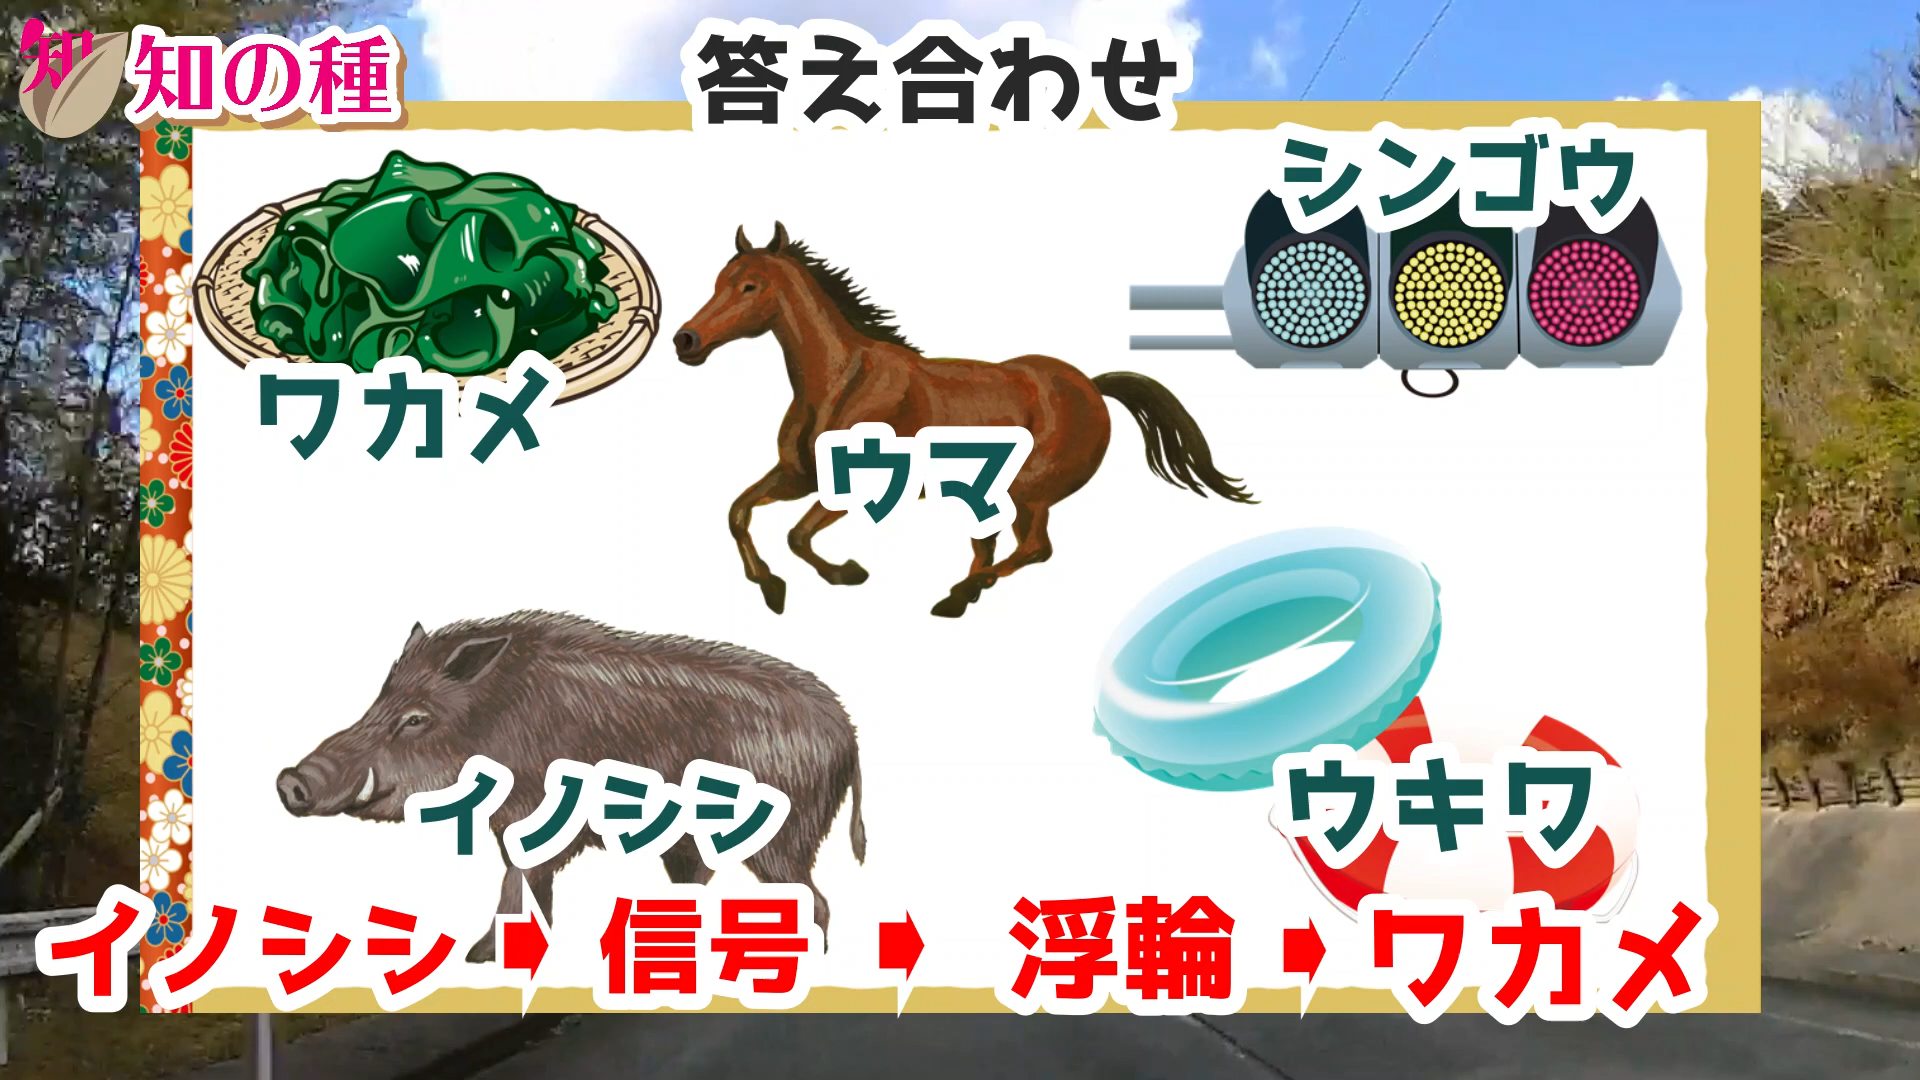 知の種
答え合わせ
シンゴウ
ワカメ
ウマ
イノシシ
ウキワ
イノシシ➡信号➡浮輪➡ワカメ